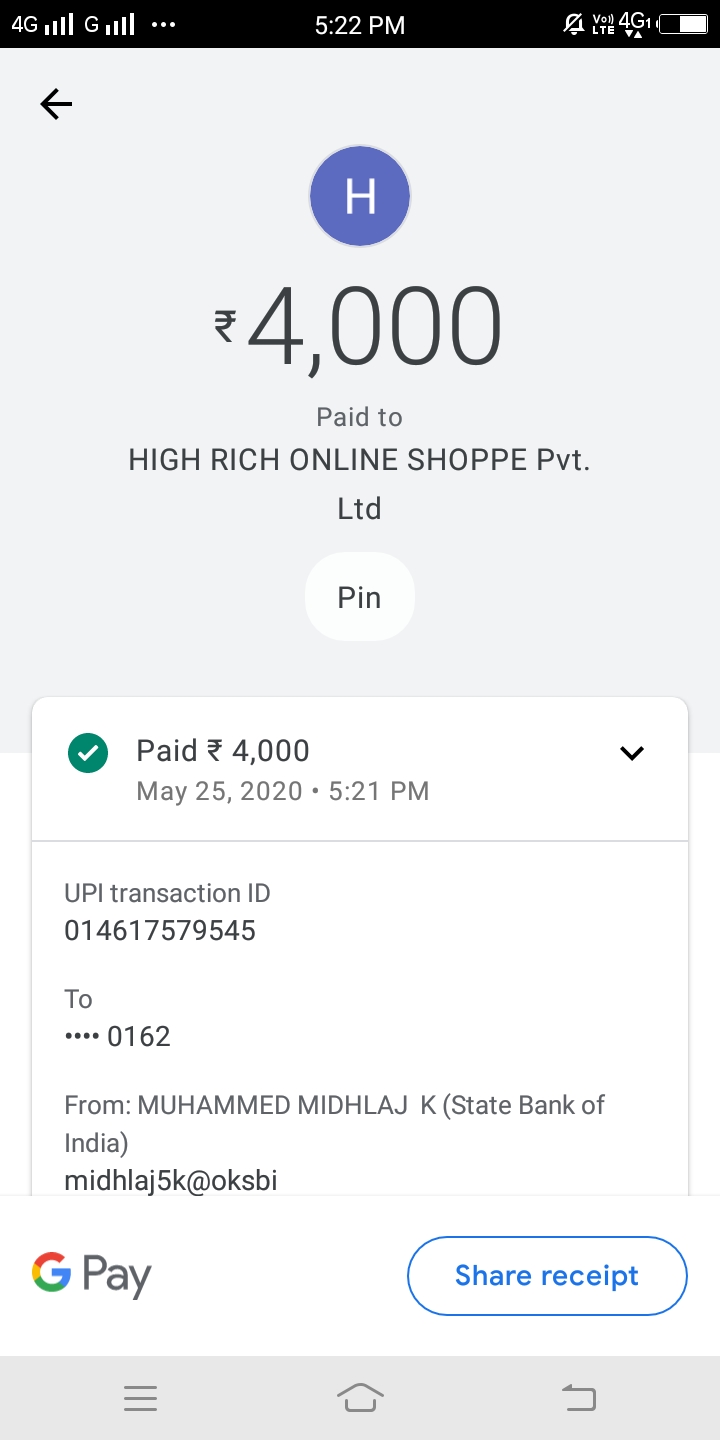 4G G ••• 5:22 PM Vo)) LTE 4G1
H
₹4,000
Paid to
HIGH RICH ONLINE SHOPPE Pvt.
Ltd
Pin
Paid ₹ 4,000
May 25, 2020 • 5:21 PM
UPI transaction ID
014617579545
To
•••• 0162
From: MUHAMMED MIDHLAJ  K (State Bank of
India)
midhlaj5k@oksbi
G Pay
Share receipt